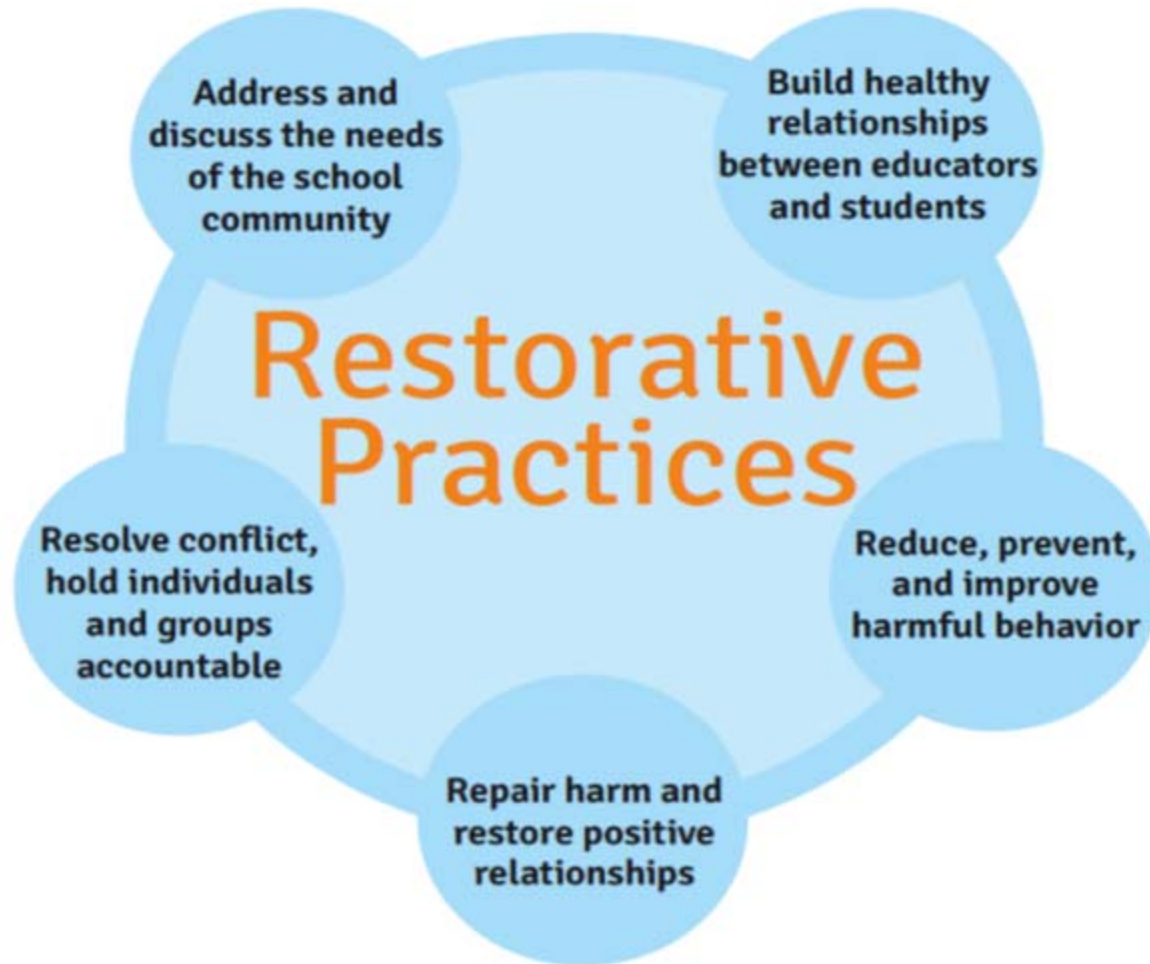 Address and
discuss the needs
of the school
community
Build healthy
relationships
between educators
and students
Restorative
Practices
Resolve conflict,
hold individuals
and groups
accountable
Reduce, prevent,
and improve
harmful behavior
Repair harm and
restore positive
relationships